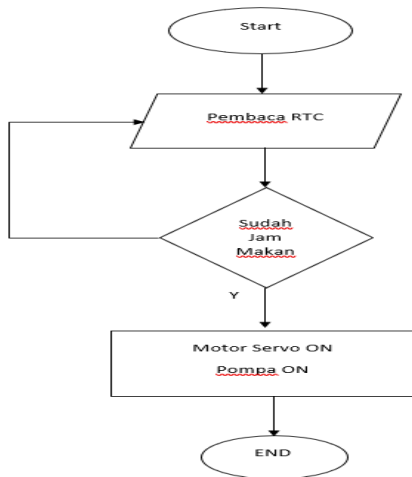 Start
Pembaca RTC
Sudah
Jam
Makan
Y
Motor Servo ON
Pompa ON
END